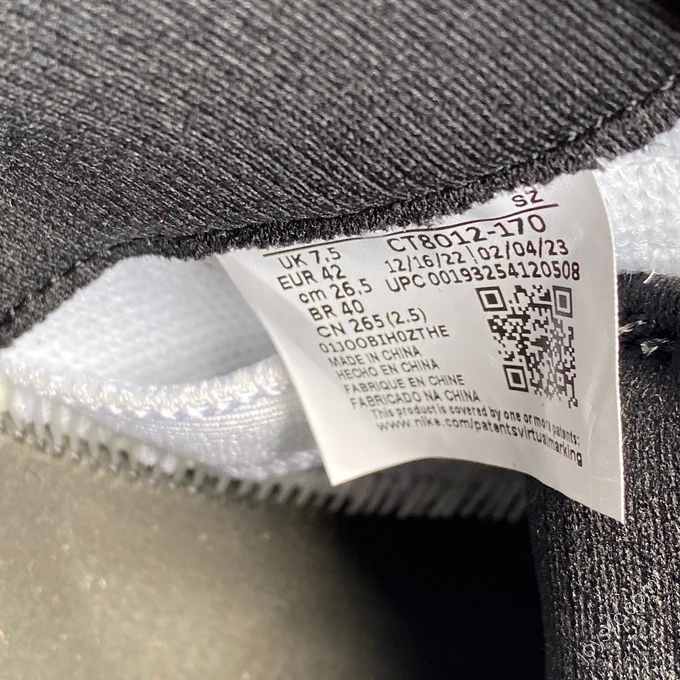 SZ
UK 7.5 CT8012-170
EUR 42 12/16/22 | 02/04/23
cm 26.5 UPC 00193254120508
BR 40
CN 265 (2.5)
MADE IN CHINA
HECHO EN CHINA
FABRIQUE EN CHINE
FABRICADO NA CHINA
This product is covered by one or more patents:
www.nike.com/patentsvirtualmarking